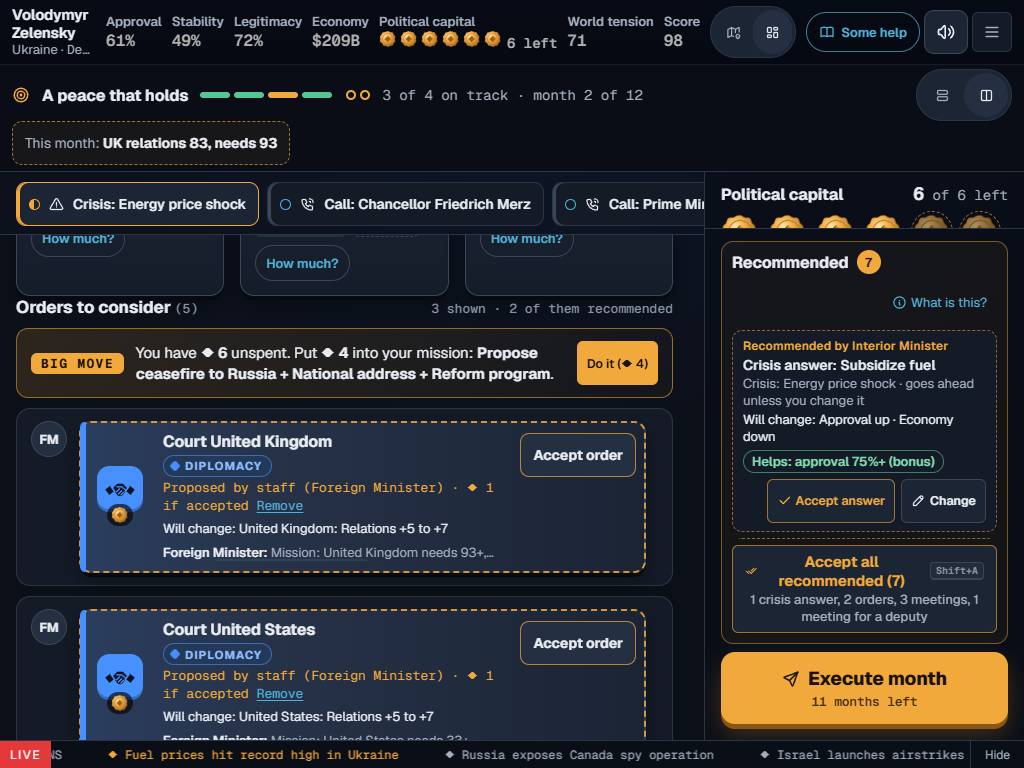 Volodymyr Zelensky
Ukraine · De…
Approval
61%
Stability
49%
Legitimacy
72%
Economy
$209B
Political capital
6 left
World tension
71
Score
98
Some help
A peace that holds
3 of 4 on track · month 2 of 12
This month: UK relations 83, needs 93
Crisis: Energy price shock
Call: Chancellor Friedrich Merz
Call: Prime Mi
Political capital
6 of 6 left
How much?
How much?
How much?
Orders to consider (5)
3 shown · 2 of them recommended
BIG MOVE
You have ◆ 6 unspent. Put ◆ 4 into your mission: Propose
ceasefire to Russia + National address + Reform program.
Do it (◆ 4)
FM
Court United Kingdom
DIPLOMACY
Proposed by staff (Foreign Minister) · ◆ 1
if accepted Remove
Will change: United Kingdom: Relations +5 to +7
Foreign Minister: Mission: United Kingdom needs 93+,…
Accept order
FM
Court United States
DIPLOMACY
Proposed by staff (Foreign Minister) · ◆ 1
if accepted Remove
Will change: United States: Relations +5 to +7
Foreign Minister: Mission: United States needs 33+
Accept order
Recommended 7
What is this?
Recommended by Interior Minister
Crisis answer: Subsidize fuel
Crisis: Energy price shock · goes ahead
unless you change it
Will change: Approval up · Economy
down
Helps: approval 75%+ (bonus)
Accept answer
Change
Accept all
recommended (7)
Shift+A
1 crisis answer, 2 orders, 3 meetings, 1
meeting for a deputy
Execute month
11 months left
LIVE
NS ◆ Fuel prices hit record high in Ukraine ◆ Russia exposes Canada spy operation ◆ Israel launches airstrikes
Hide